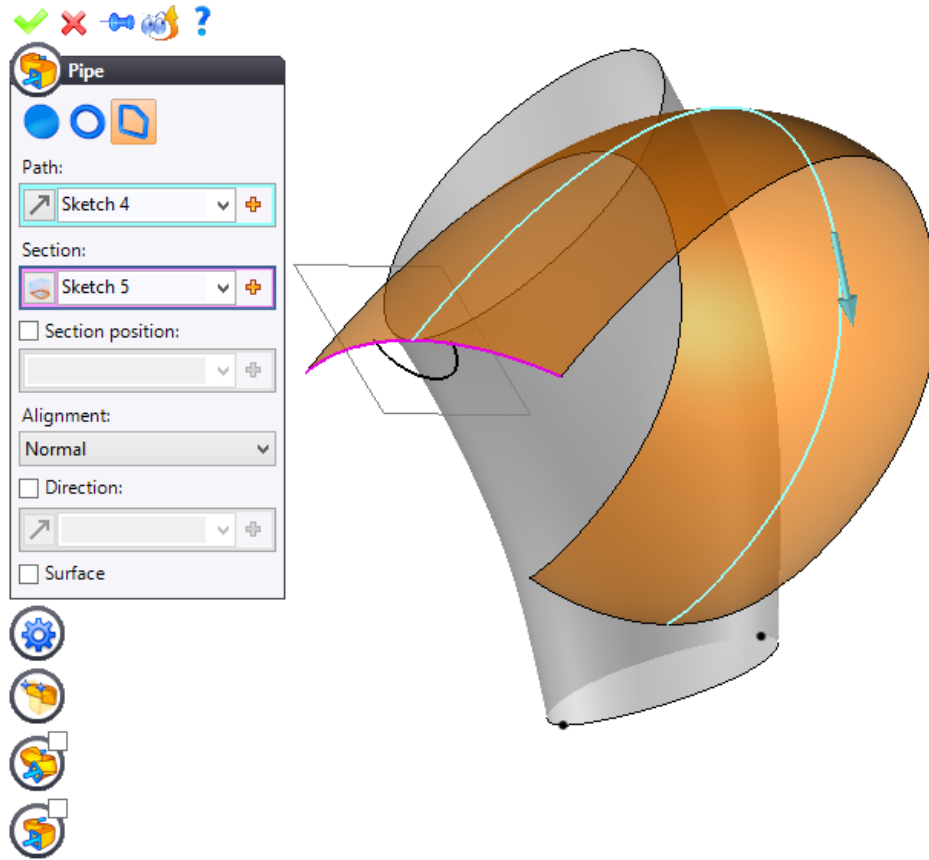 ?
Pipe
Path:
Sketch 4
Section:
Sketch 5
Section position:
Alignment:
Normal
Direction:
Surface